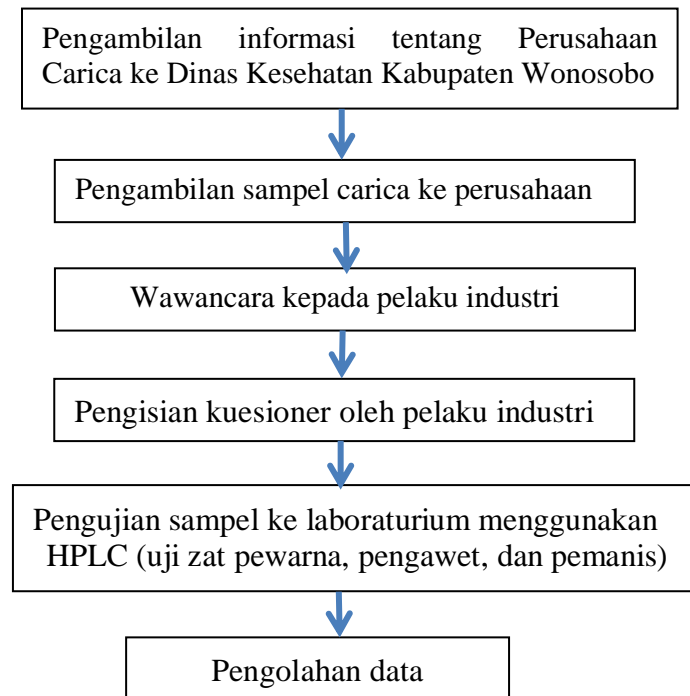 Pengambilan informasi tentang Perusahaan
Carica ke Dinas Kesehatan Kabupaten Wonosobo
Pengambilan sampel carica ke perusahaan
Wawancara kepada pelaku industri
Pengisian kuesioner oleh pelaku industri
Pengujian sampel ke laboraturium menggunakan
HPLC (uji zat pewarna, pengawet, dan pemanis)
Pengolahan data